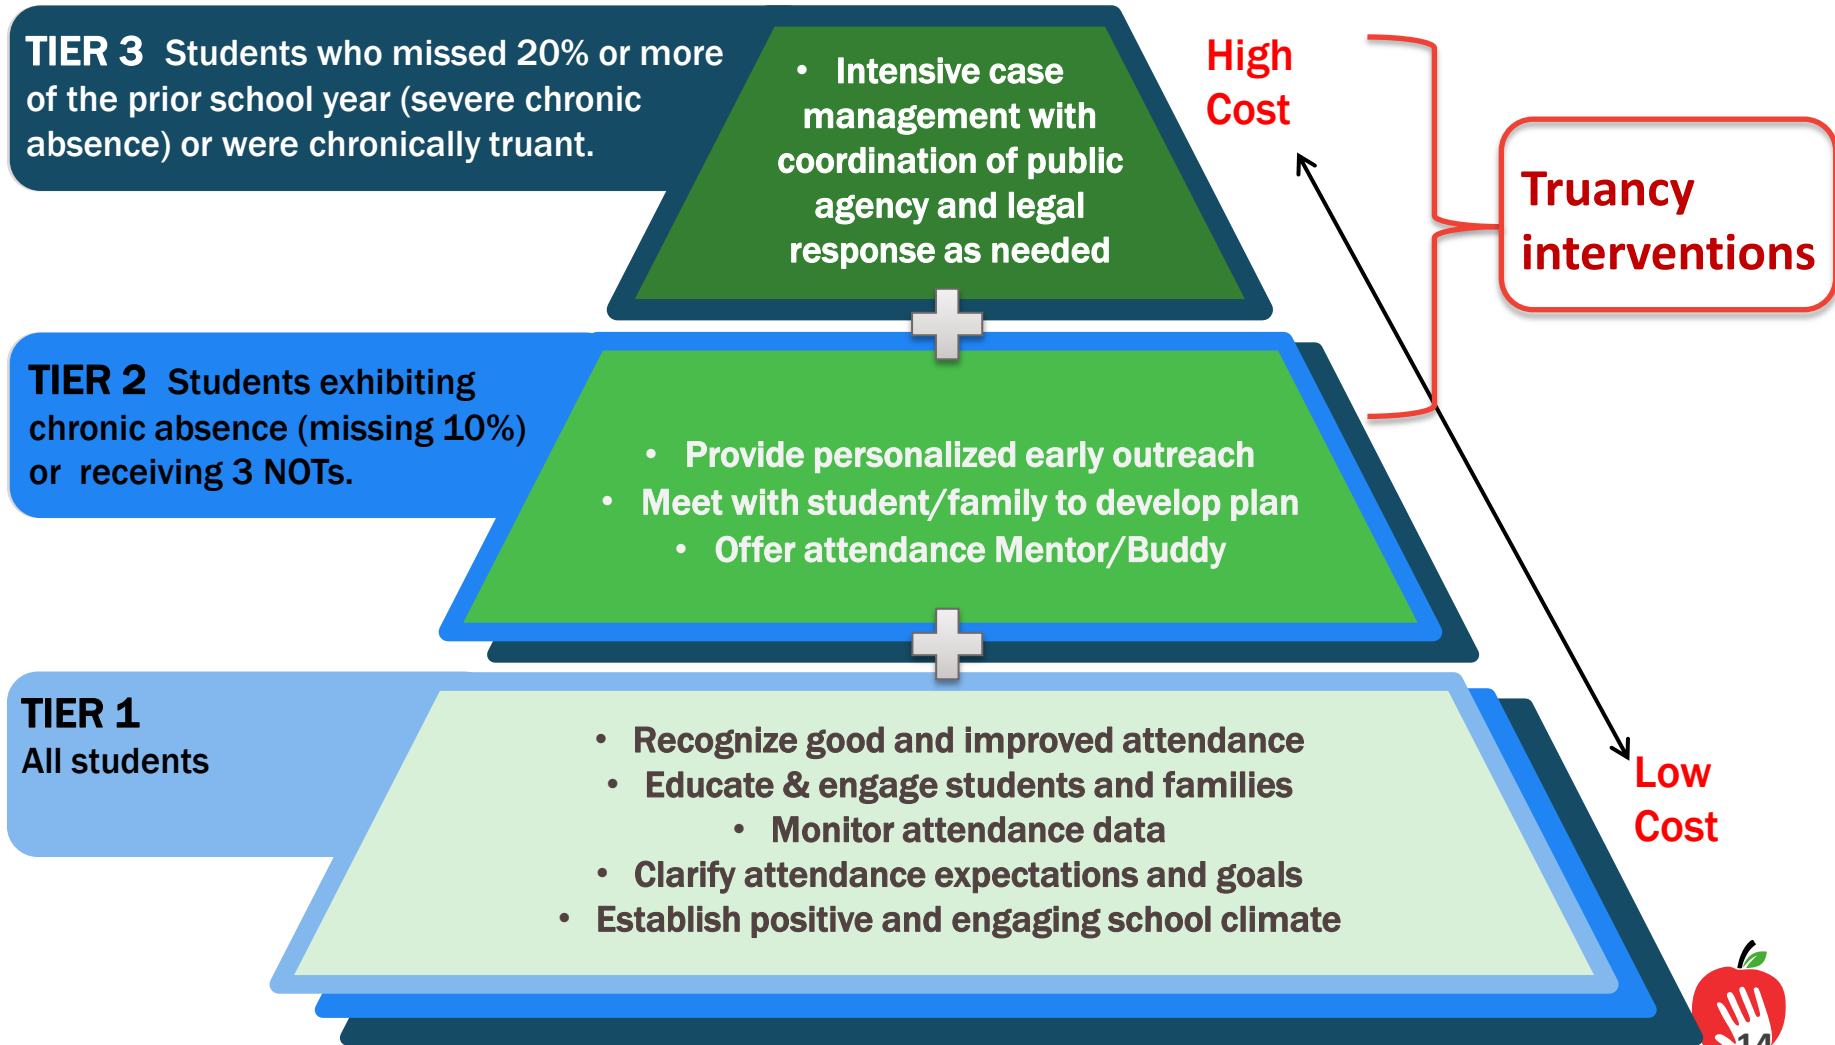 TIER 3 Students who missed 20% or more
of the prior school year (severe chronic
absence) or were chronically truant.
• Intensive case
management with
coordination of public
agency and legal
response as needed
High
Cost
Truancy
interventions
TIER 2 Students exhibiting
chronic absence (missing 10%)
or receiving 3 NOTs.
• Provide personalized early outreach
• Meet with student/family to develop plan
• Offer attendance Mentor/Buddy
TIER 1
All students
• Recognize good and improved attendance
• Educate & engage students and families
• Monitor attendance data
• Clarify attendance expectations and goals
• Establish positive and engaging school climate
Low
Cost
14